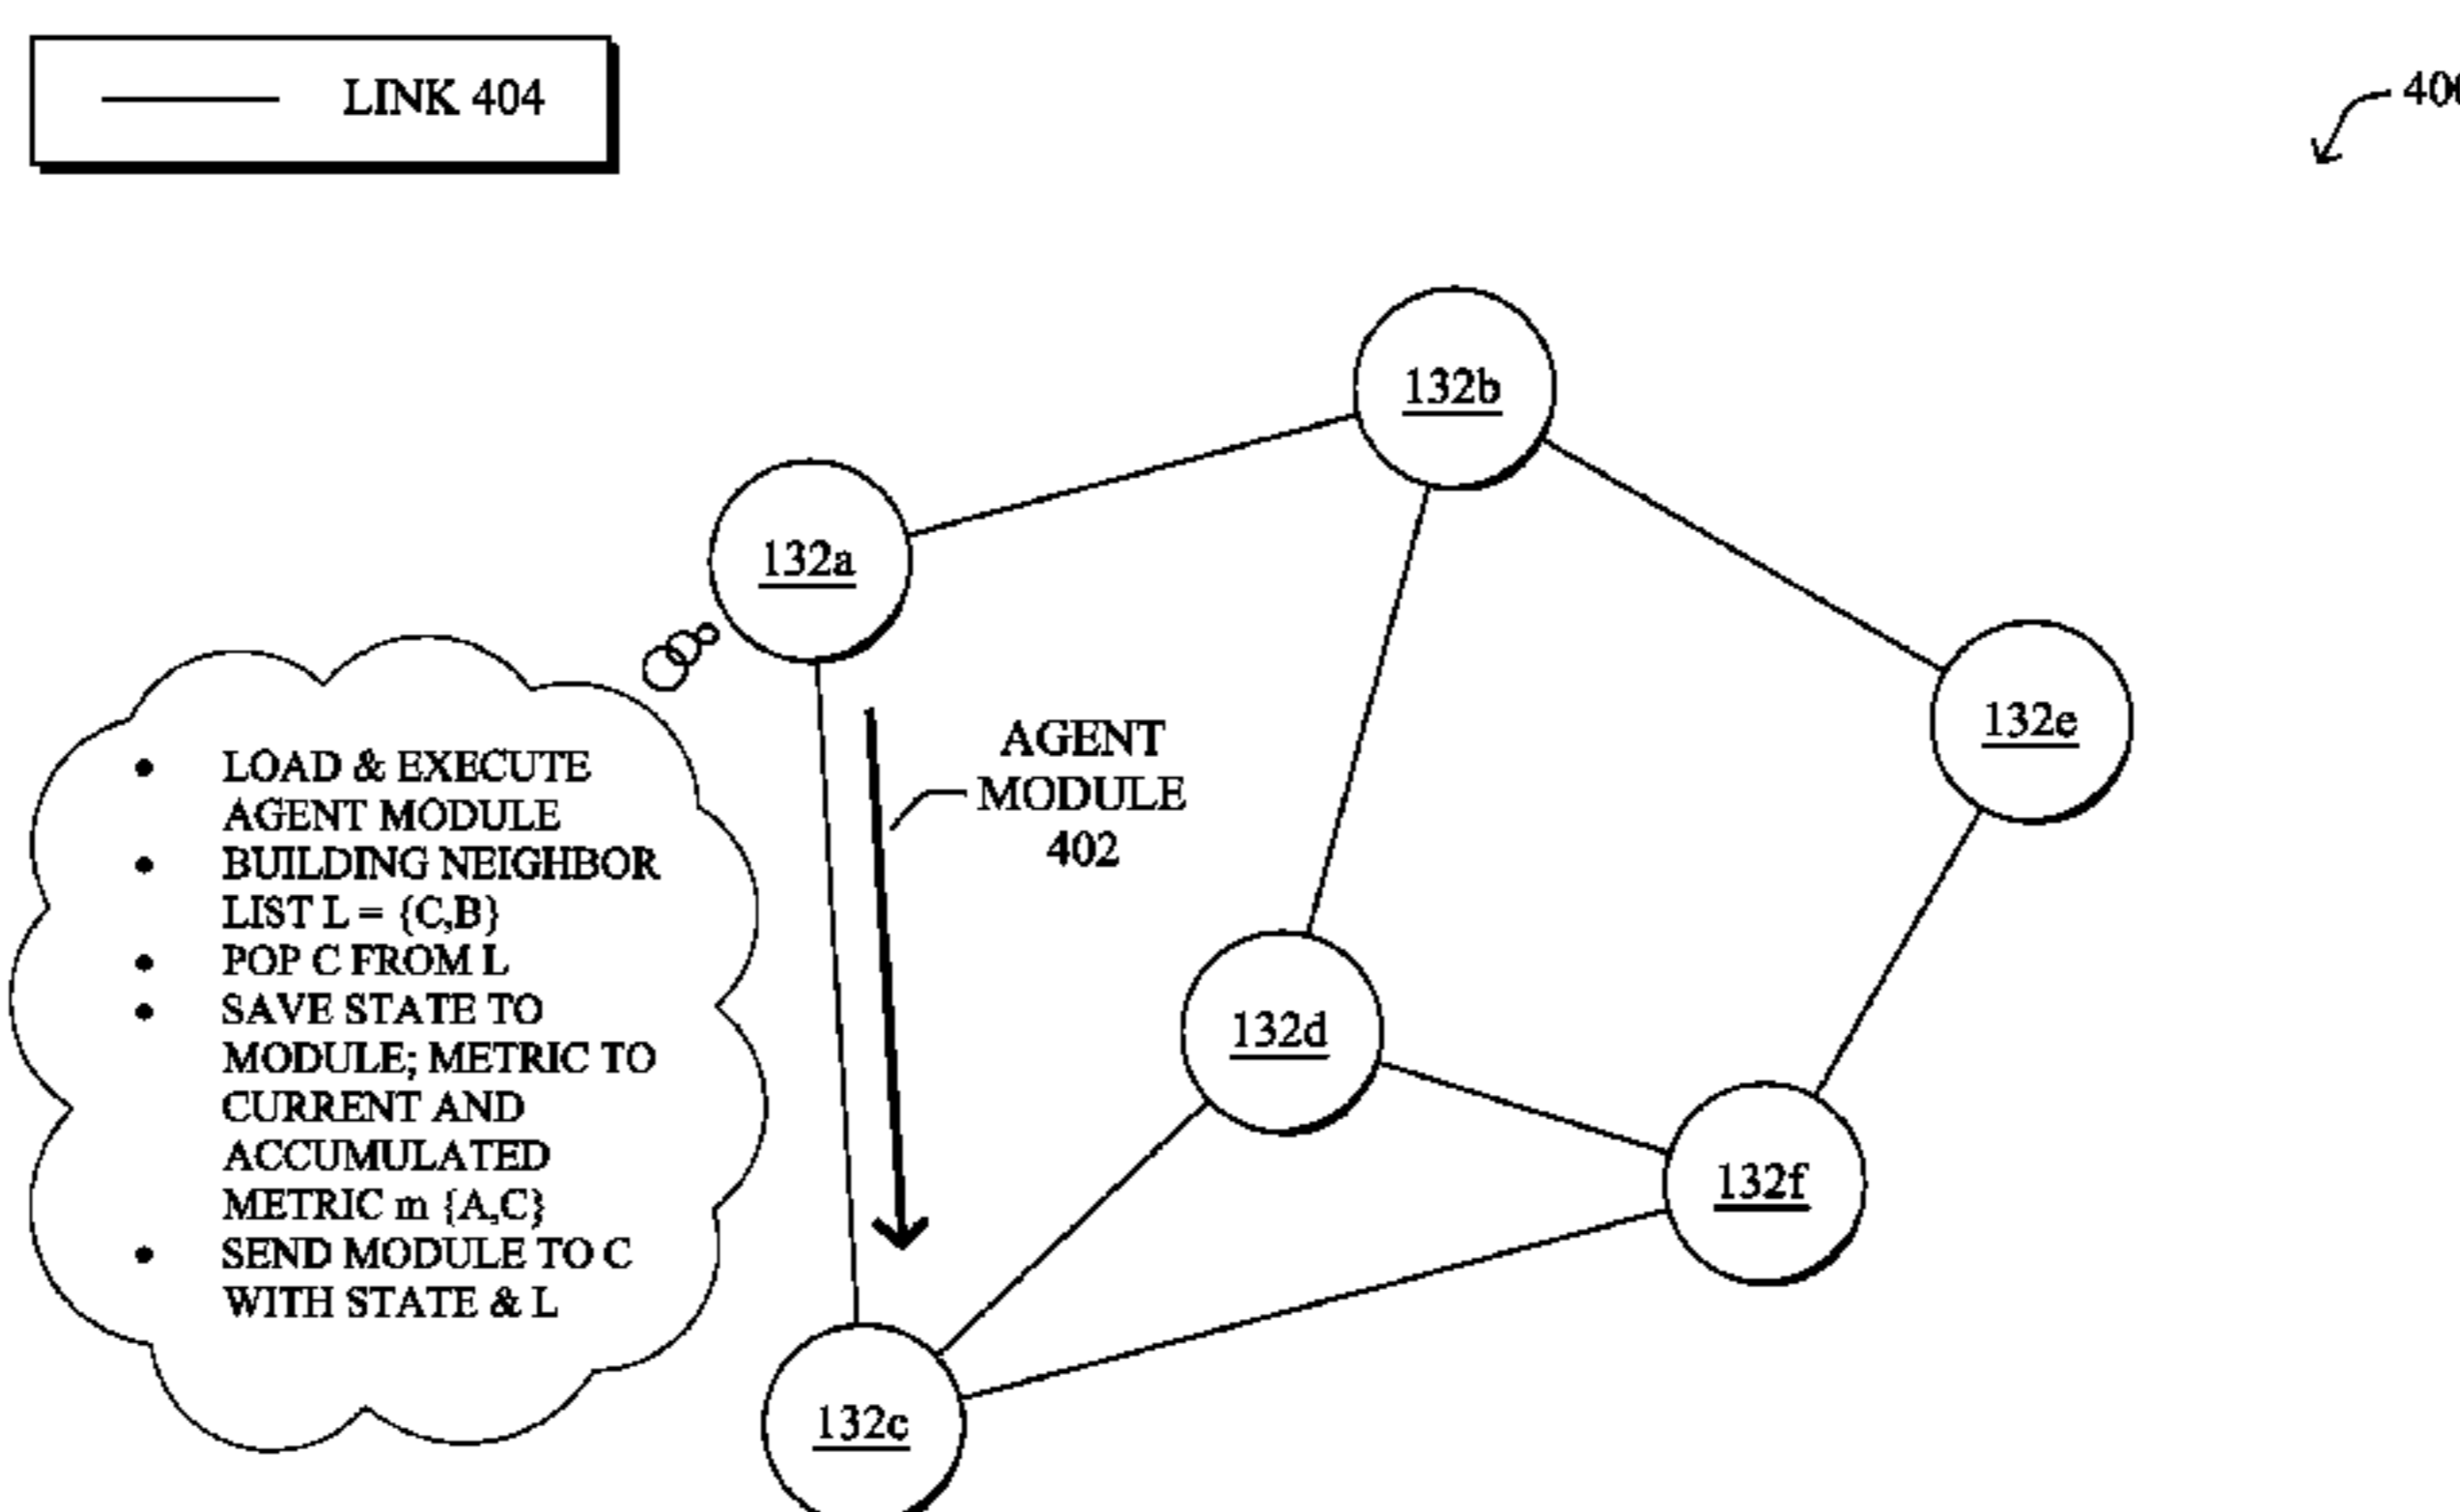 LINK 404
132b
132a
132e
AGENT
MODULE
402
• LOAD & EXECUTE
AGENT MODULE
• BUILDING NEIGHBOR
LIST L = {C,B}
• POP C FROM L
• SAVE STATE TO
MODULE; METRIC TO
CURRENT AND
ACCUMULATED
METRIC m {A,C}
• SEND MODULE TO C
WITH STATE & L
132d
132f
132c